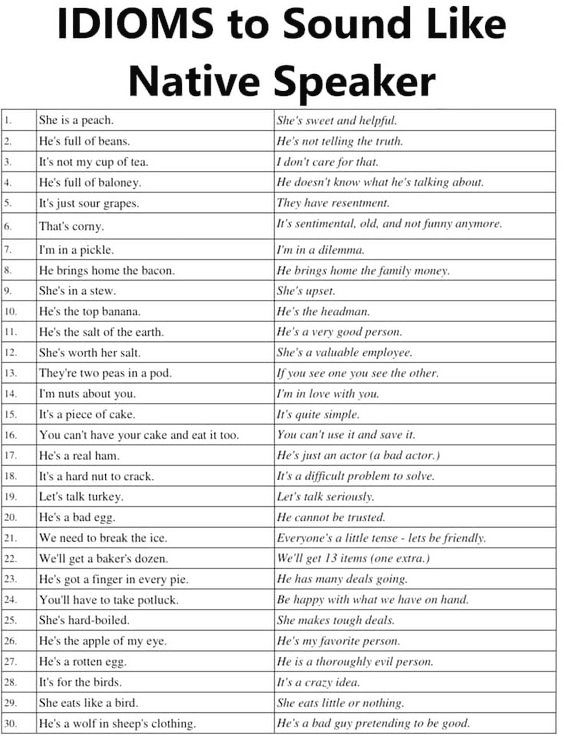 IDIOMS to Sound Like
Native Speaker
1. She is a peach. She's sweet and helpful.
2. He's full of beans. He's not telling the truth.
3. It's not my cup of tea. I don't care for that.
4. He's full of baloney. He doesn't know what he's talking about.
5. It's just sour grapes. They have resentment.
6. That's corny. It's sentimental, old, and not funny anymore.
7. I'm in a pickle. I'm in a dilemma.
8. He brings home the bacon. He brings home the family money.
9. She's in a stew. She's upset.
10. He's the top banana. He's the headman.
11. He's the salt of the earth. He's a very good person.
12. She's worth her salt. She's a valuable employee.
13. They're two peas in a pod. If you see one you see the other.
14. I'm nuts about you. I'm in love with you.
15. It's a piece of cake. It's quite simple.
16. You can't have your cake and eat it too. You can't use it and save it.
17. He's a real ham. He's just an actor (a bad actor.)
18. It's a hard nut to crack. It's a difficult problem to solve.
19. Let's talk turkey. Let's talk seriously.
20. He's a bad egg. He cannot be trusted.
21. We need to break the ice. Everyone's a little tense - lets be friendly.
22. We'll get a baker's dozen. We'll get 13 items (one extra.)
23. He's got a finger in every pie. He has many deals going.
24. You'll have to take potluck. Be happy with what we have on hand.
25. She's hard-boiled. She makes tough deals.
26. He's the apple of my eye. He's my favorite person.
27. He's a rotten egg. He is a thoroughly evil person.
28. It's for the birds. It's a crazy idea.
29. She eats like a bird. She eats little or nothing.
30. He's a wolf in sheep's clothing. He's a bad guy pretending to be good.